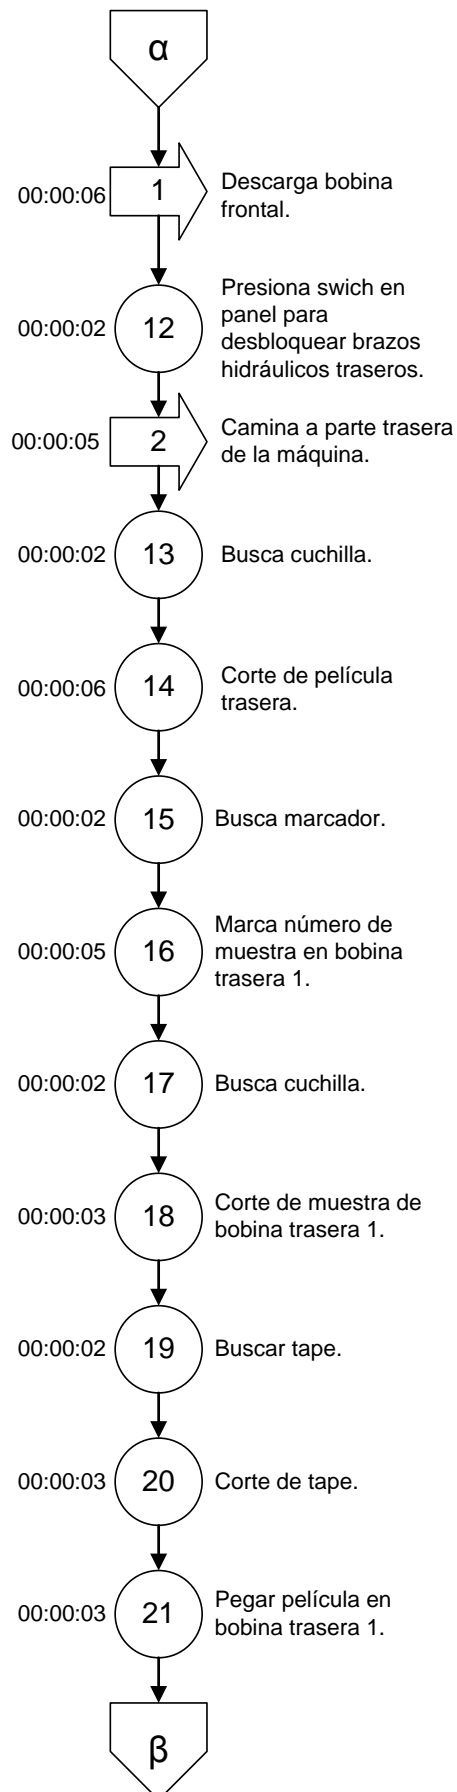 α
00:00:06
1
Descarga bobina
frontal.
00:00:02
12
Presiona swich en
panel para
desbloquear brazos
hidráulicos traseros.
00:00:05
2
Camina a parte trasera
de la máquina.
00:00:02
13
Busca cuchilla.
00:00:06
14
Corte de película
trasera.
00:00:02
15
Busca marcador.
00:00:05
16
Marca número de
muestra en bobina
trasera 1.
00:00:02
17
Busca cuchilla.
00:00:03
18
Corte de muestra de
bobina trasera 1.
00:00:02
19
Buscar tape.
00:00:03
20
Corte de tape.
00:00:03
21
Pegar película en
bobina trasera 1.
β